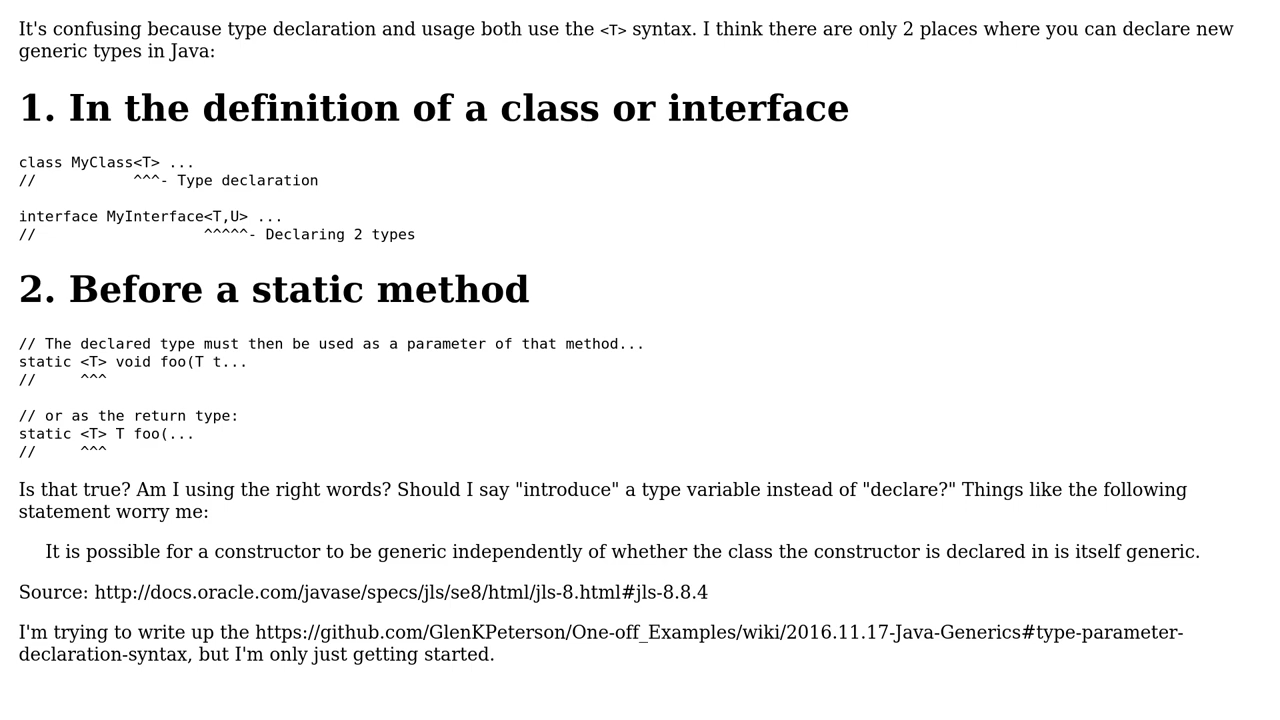 It's confusing because type declaration and usage both use the <T> syntax. I think there are only 2 places where you can declare new
generic types in Java:
1. In the definition of a class or interface
class MyClass<T> ...
//           ^^^- Type declaration
interface MyInterface<T,U> ...
//                   ^^^^^- Declaring 2 types
2. Before a static method
// The declared type must then be used as a parameter of that method...
static <T> void foo(T t...
//     ^^^
// or as the return type:
static <T> T foo(...
//     ^^^
Is that true? Am I using the right words? Should I say "introduce" a type variable instead of "declare?" Things like the following
statement worry me:
It is possible for a constructor to be generic independently of whether the class the constructor is declared in is itself generic.
Source: http://docs.oracle.com/javase/specs/jls/se8/html/jls-8.html#jls-8.8.4
I'm trying to write up the https://github.com/GlenKPeterson/One-off_Examples/wiki/2016.11.17-Java-Generics#type-parameter-
declaration-syntax, but I'm only just getting started.